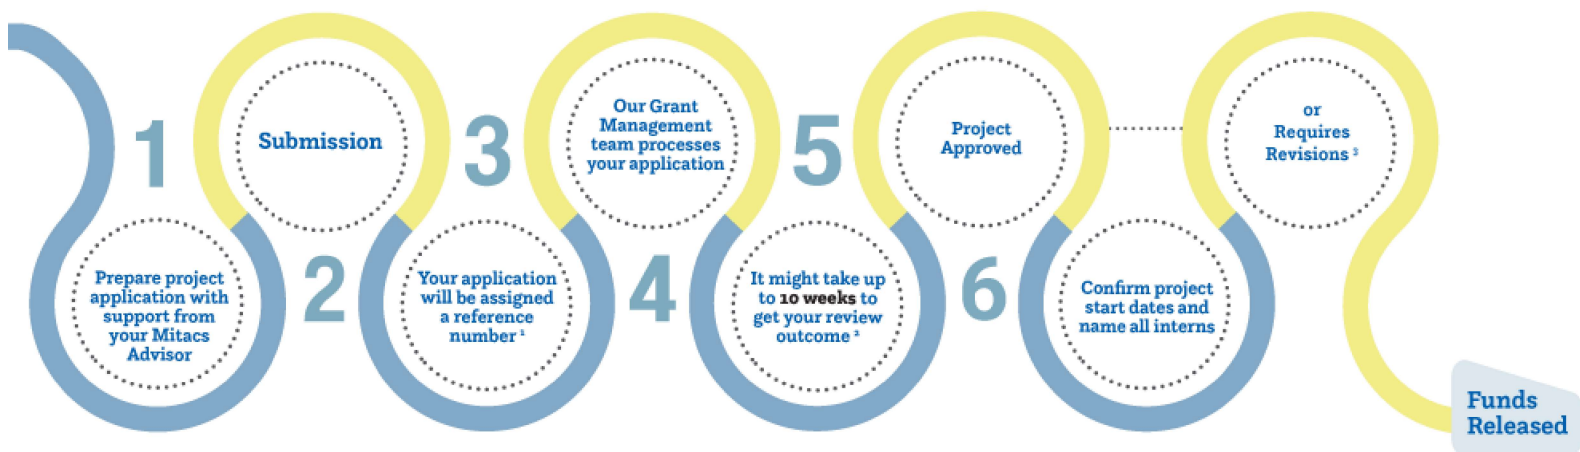 1
Prepare project
application with
support from
your Mitacs
Advisor
Submission
2
3
Your application
will be assigned
a reference
number ¹
Our Grant
Management
team processes
your application
4
5
It might take up
to 10 weeks to
get your review
outcome ²
Project
Approved
6
Confirm project
start dates and
name all interns
or
Requires
Revisions ³
Funds
Released